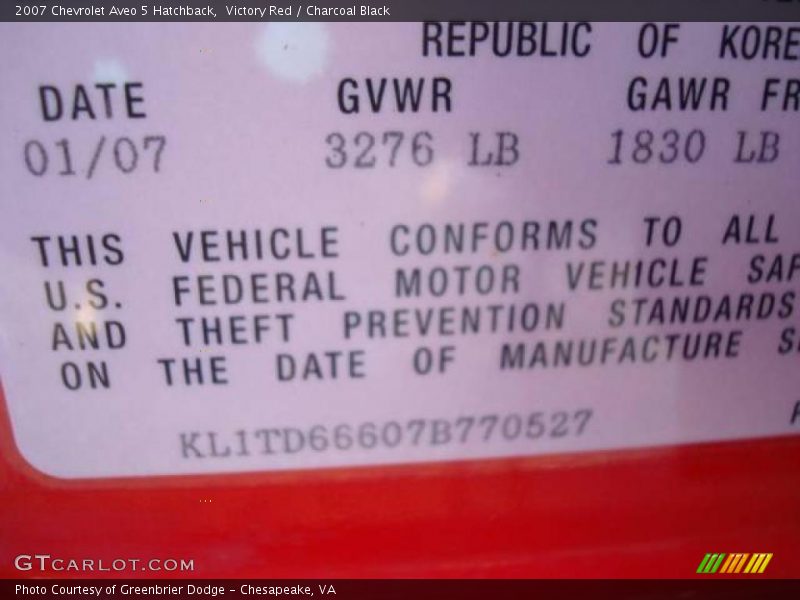 2007 Chevrolet Aveo 5 Hatchback,  Victory Red / Charcoal Black
REPUBLIC OF KORE
DATE GVWR GAWR FR
01/07 3276 LB 1830 LB
THIS VEHICLE CONFORMS TO ALL
U.S. FEDERAL MOTOR VEHICLE SAF
AND THEFT PREVENTION STANDARDS
ON THE DATE OF MANUFACTURE S
KL1TD66607B770527
GTCARLOT.COM
Photo Courtesy of Greenbrier Dodge - Chesapeake, VA